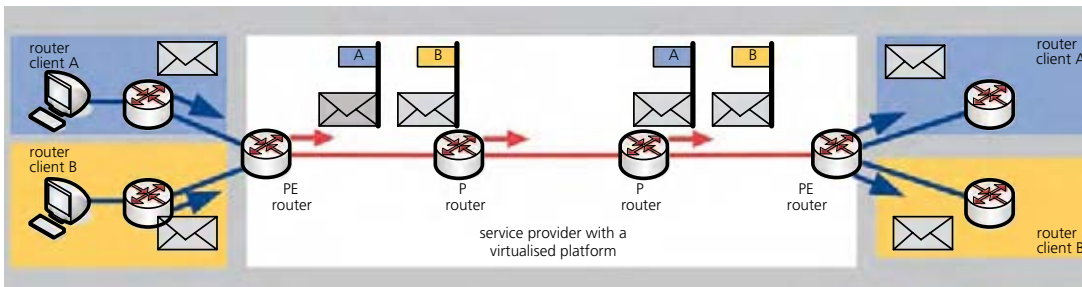 router
client A
router
client B
A
B
A
B
PE
router
P
router
P
router
PE
router
service provider with a
virtualised platform
router
client A
router
client B